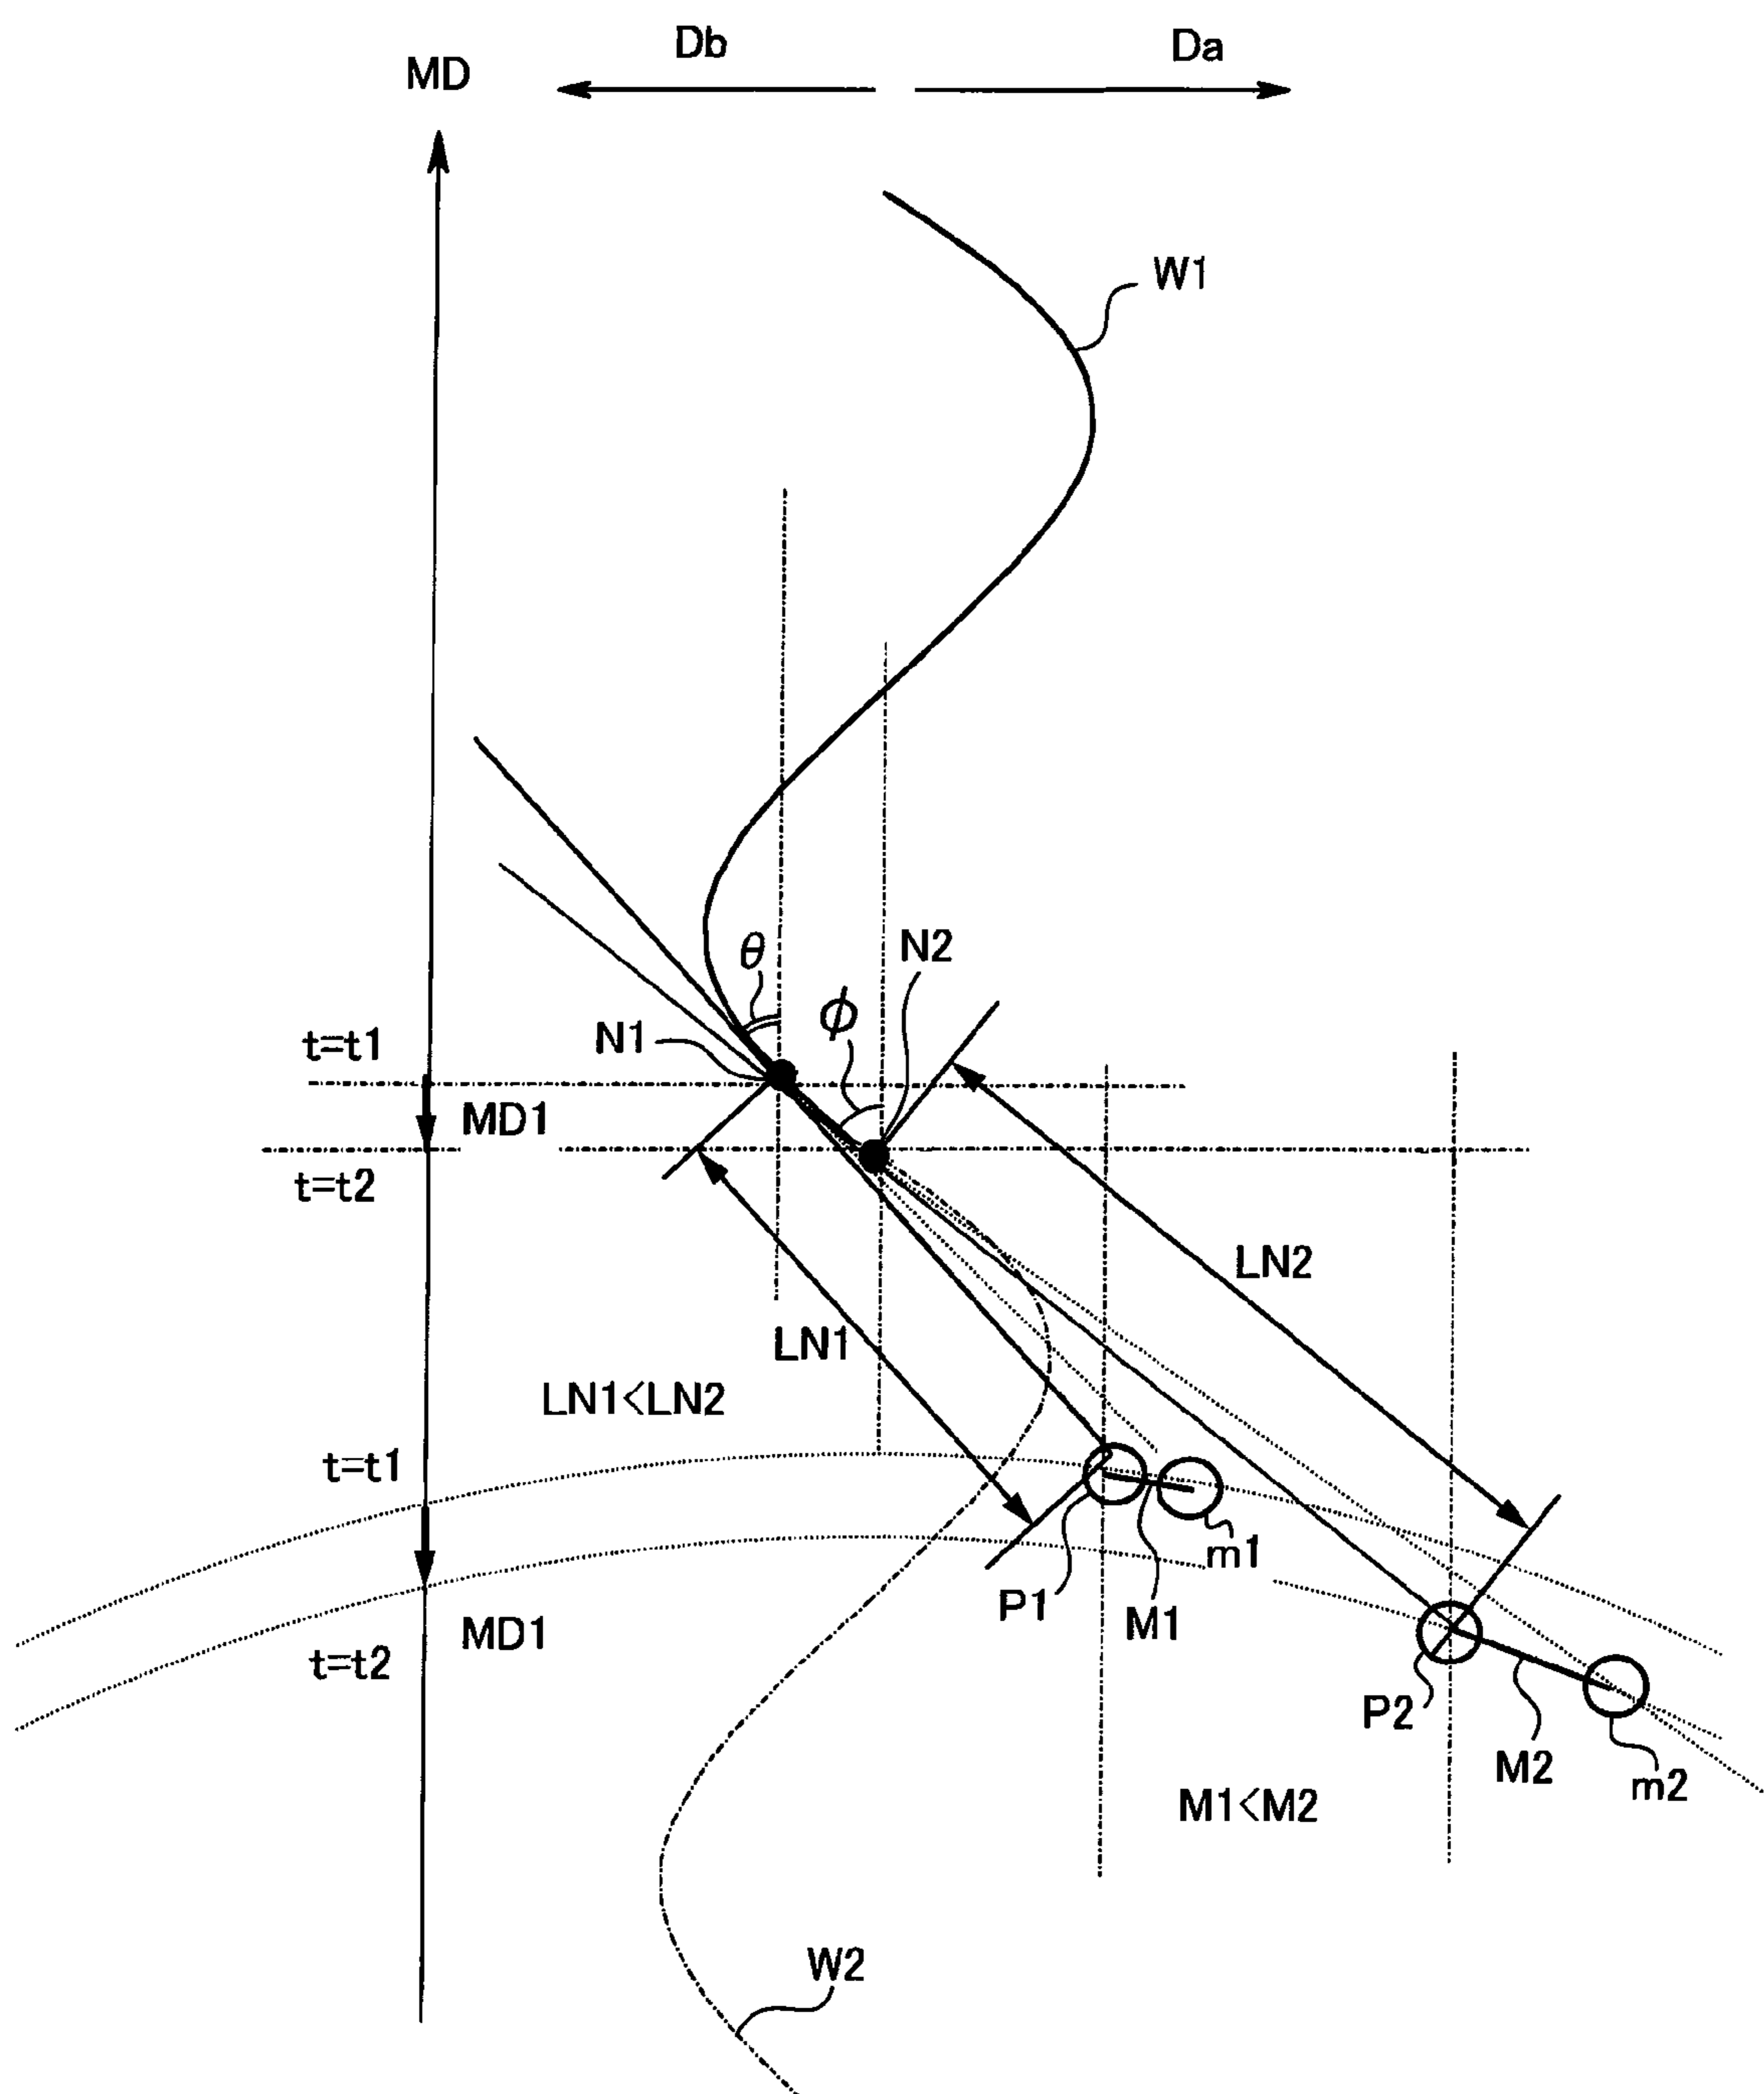 Db
Da
MD
W1
θ
N2
ϕ
N1
t=t1
MD1
t=t2
LN2
LN1
LN1<LN2
t=t1
m1
P1
M1
MD1
t=t2
P2
M2
m2
M1<M2
W2